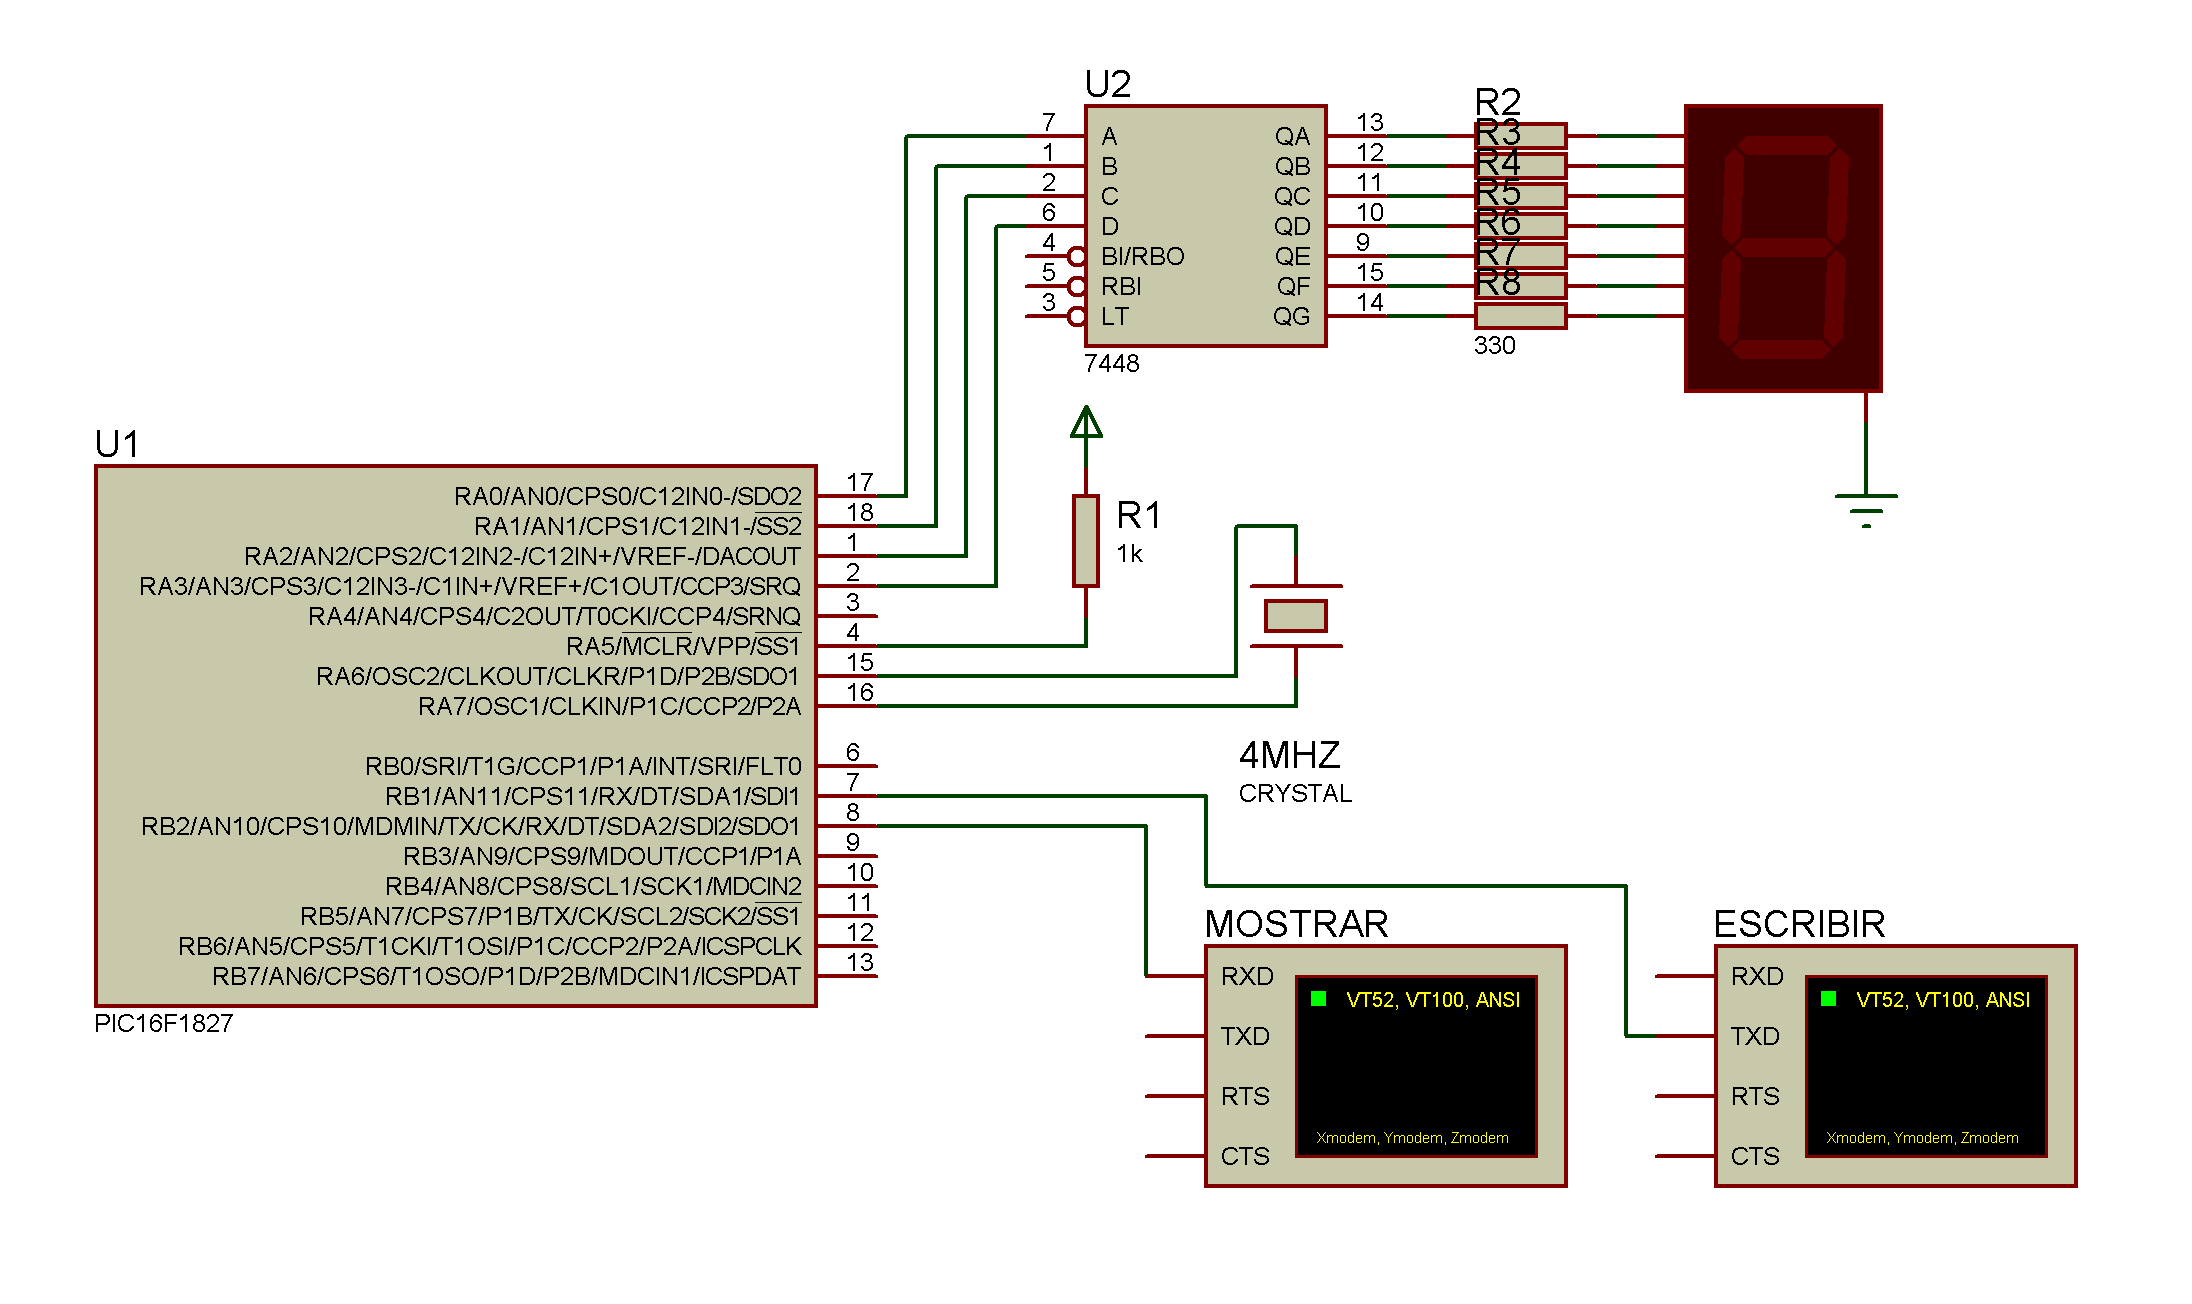 U2
7 A QA 13
1 B QB 12
2 C QC 11
6 D QD 10
4 BI/RBO QE 9
5 RBI QF 15
3 LT QG 14
7448
R2
R3
R4
R5
R6
R7
R8
330
R1
1k
U1
RA0/AN0/CPS0/C12IN0-/SDO2 17
RA1/AN1/CPS1/C12IN1-/SS2 18
RA2/AN2/CPS2/C12IN2-/C12IN+/VREF-/DACOUT 1
RA3/AN3/CPS3/C12IN3-/C1IN+/VREF+/C1OUT/CCP3/SRQ 2
RA4/AN4/CPS4/C2OUT/T0CKI/CCP4/SRNQ 3
RA5/MCLR/VPP/SS1 4
RA6/OSC2/CLKOUT/CLKR/P1D/P2B/SDO1 15
RA7/OSC1/CLKIN/P1C/CCP2/P2A 16
RB0/SRI/T1G/CCP1/P1A/INT/SRI/FLT0 6
RB1/AN11/CPS11/RX/DT/SDA1/SDI1 7
RB2/AN10/CPS10/MDMIN/TX/CK/RX/DT/SDA2/SDI2/SDO1 8
RB3/AN9/CPS9/MDOUT/CCP1/P1A 9
RB4/AN8/CPS8/SCL1/SCK1/MDCIN2 10
RB5/AN7/CPS7/P1B/TX/CK/SCL2/SCK2/SS1 11
RB6/AN5/CPS5/T1CKI/T1OSI/P1C/CCP2/P2A/ICSPCLK 12
RB7/AN6/CPS6/T1OSO/P1D/P2B/MDCIN1/ICSPDAT 13
PIC16F1827
4MHZ
CRYSTAL
MOSTRAR
RXD
TXD
RTS
CTS
VT52, VT100, ANSI
Xmodem, Ymodem, Zmodem
ESCRIBIR
RXD
TXD
RTS
CTS
VT52, VT100, ANSI
Xmodem, Ymodem, Zmodem